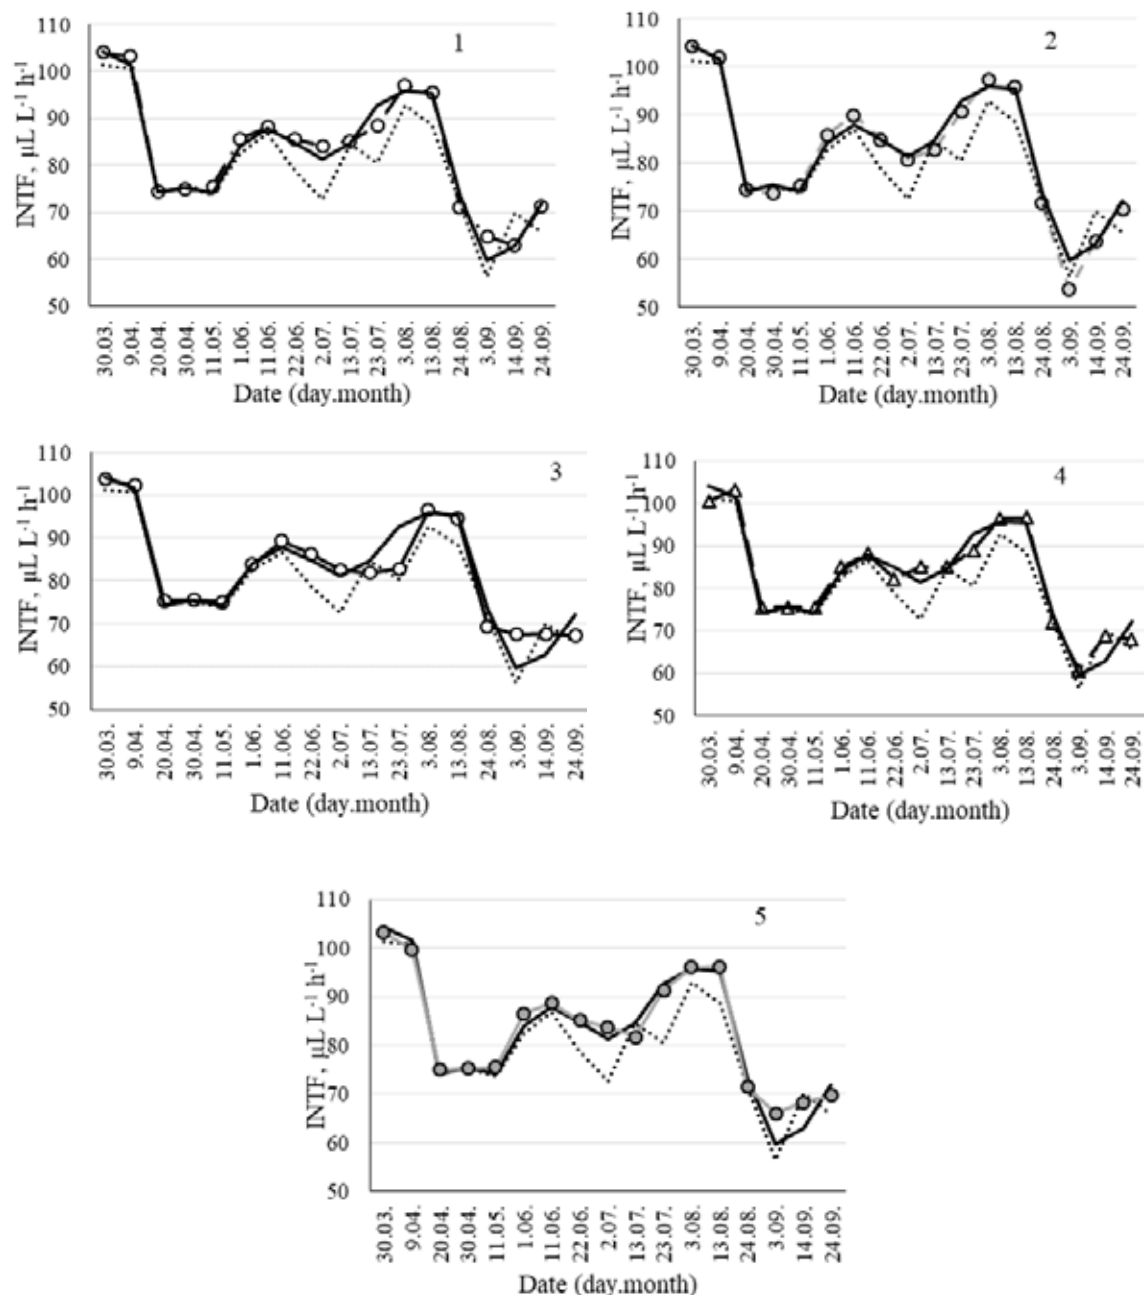 1
INTF, µL L⁻¹ h⁻¹
110
100
90
80
70
60
50
30.03. 9.04. 20.04. 30.04. 11.05. 1.06. 11.06. 22.06. 2.07. 13.07. 23.07. 3.08. 13.08. 24.08. 3.09. 14.09. 24.09.
Date (day.month)
2
INTF, µL L⁻¹ h⁻¹
110
100
90
80
70
60
50
30.03. 9.04. 20.04. 30.04. 11.05. 1.06. 11.06. 22.06. 2.07. 13.07. 23.07. 3.08. 13.08. 24.08. 3.09. 14.09. 24.09.
Date (day.month)
3
INTF, µL L⁻¹ h⁻¹
110
100
90
80
70
60
50
30.03. 9.04. 20.04. 30.04. 11.05. 1.06. 11.06. 22.06. 2.07. 13.07. 23.07. 3.08. 13.08. 24.08. 3.09. 14.09. 24.09.
Date (day.month)
4
INTF, µL L⁻¹ h⁻¹
110
100
90
80
70
60
50
30.03. 9.04. 20.04. 30.04. 11.05. 1.06. 11.06. 22.06. 2.07. 13.07. 23.07. 3.08. 13.08. 24.08. 3.09. 14.09. 24.09.
Date (day.month)
5
INTF, µL L⁻¹ h⁻¹
110
100
90
80
70
60
50
30.03. 9.04. 20.04. 30.04. 11.05. 1.06. 11.06. 22.06. 2.07. 13.07. 23.07. 3.08. 13.08. 24.08. 3.09. 14.09. 24.09.
Date (day.month)